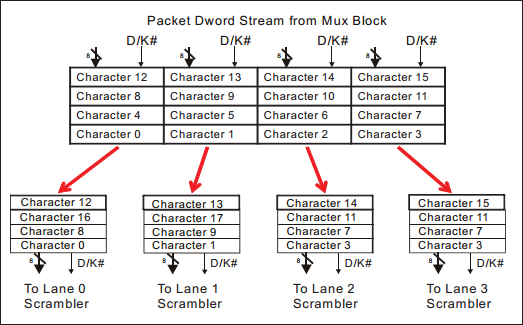 Packet Dword Stream from Mux Block
8 D/K# 8 D/K# 8 D/K# 8 D/K#
Character 12 Character 13 Character 14 Character 15
Character 8 Character 9 Character 10 Character 11
Character 4 Character 5 Character 6 Character 7
Character 0 Character 1 Character 2 Character 3
Character 12 Character 13 Character 14 Character 15
Character 16 Character 17 Character 11 Character 11
Character 8 Character 9 Character 7 Character 7
Character 0 Character 1 Character 3 Character 3
8 D/K# 8 D/K# 8 D/K# 8 D/K#
To Lane 0 To Lane 1 To Lane 2 To Lane 3
Scrambler Scrambler Scrambler Scrambler